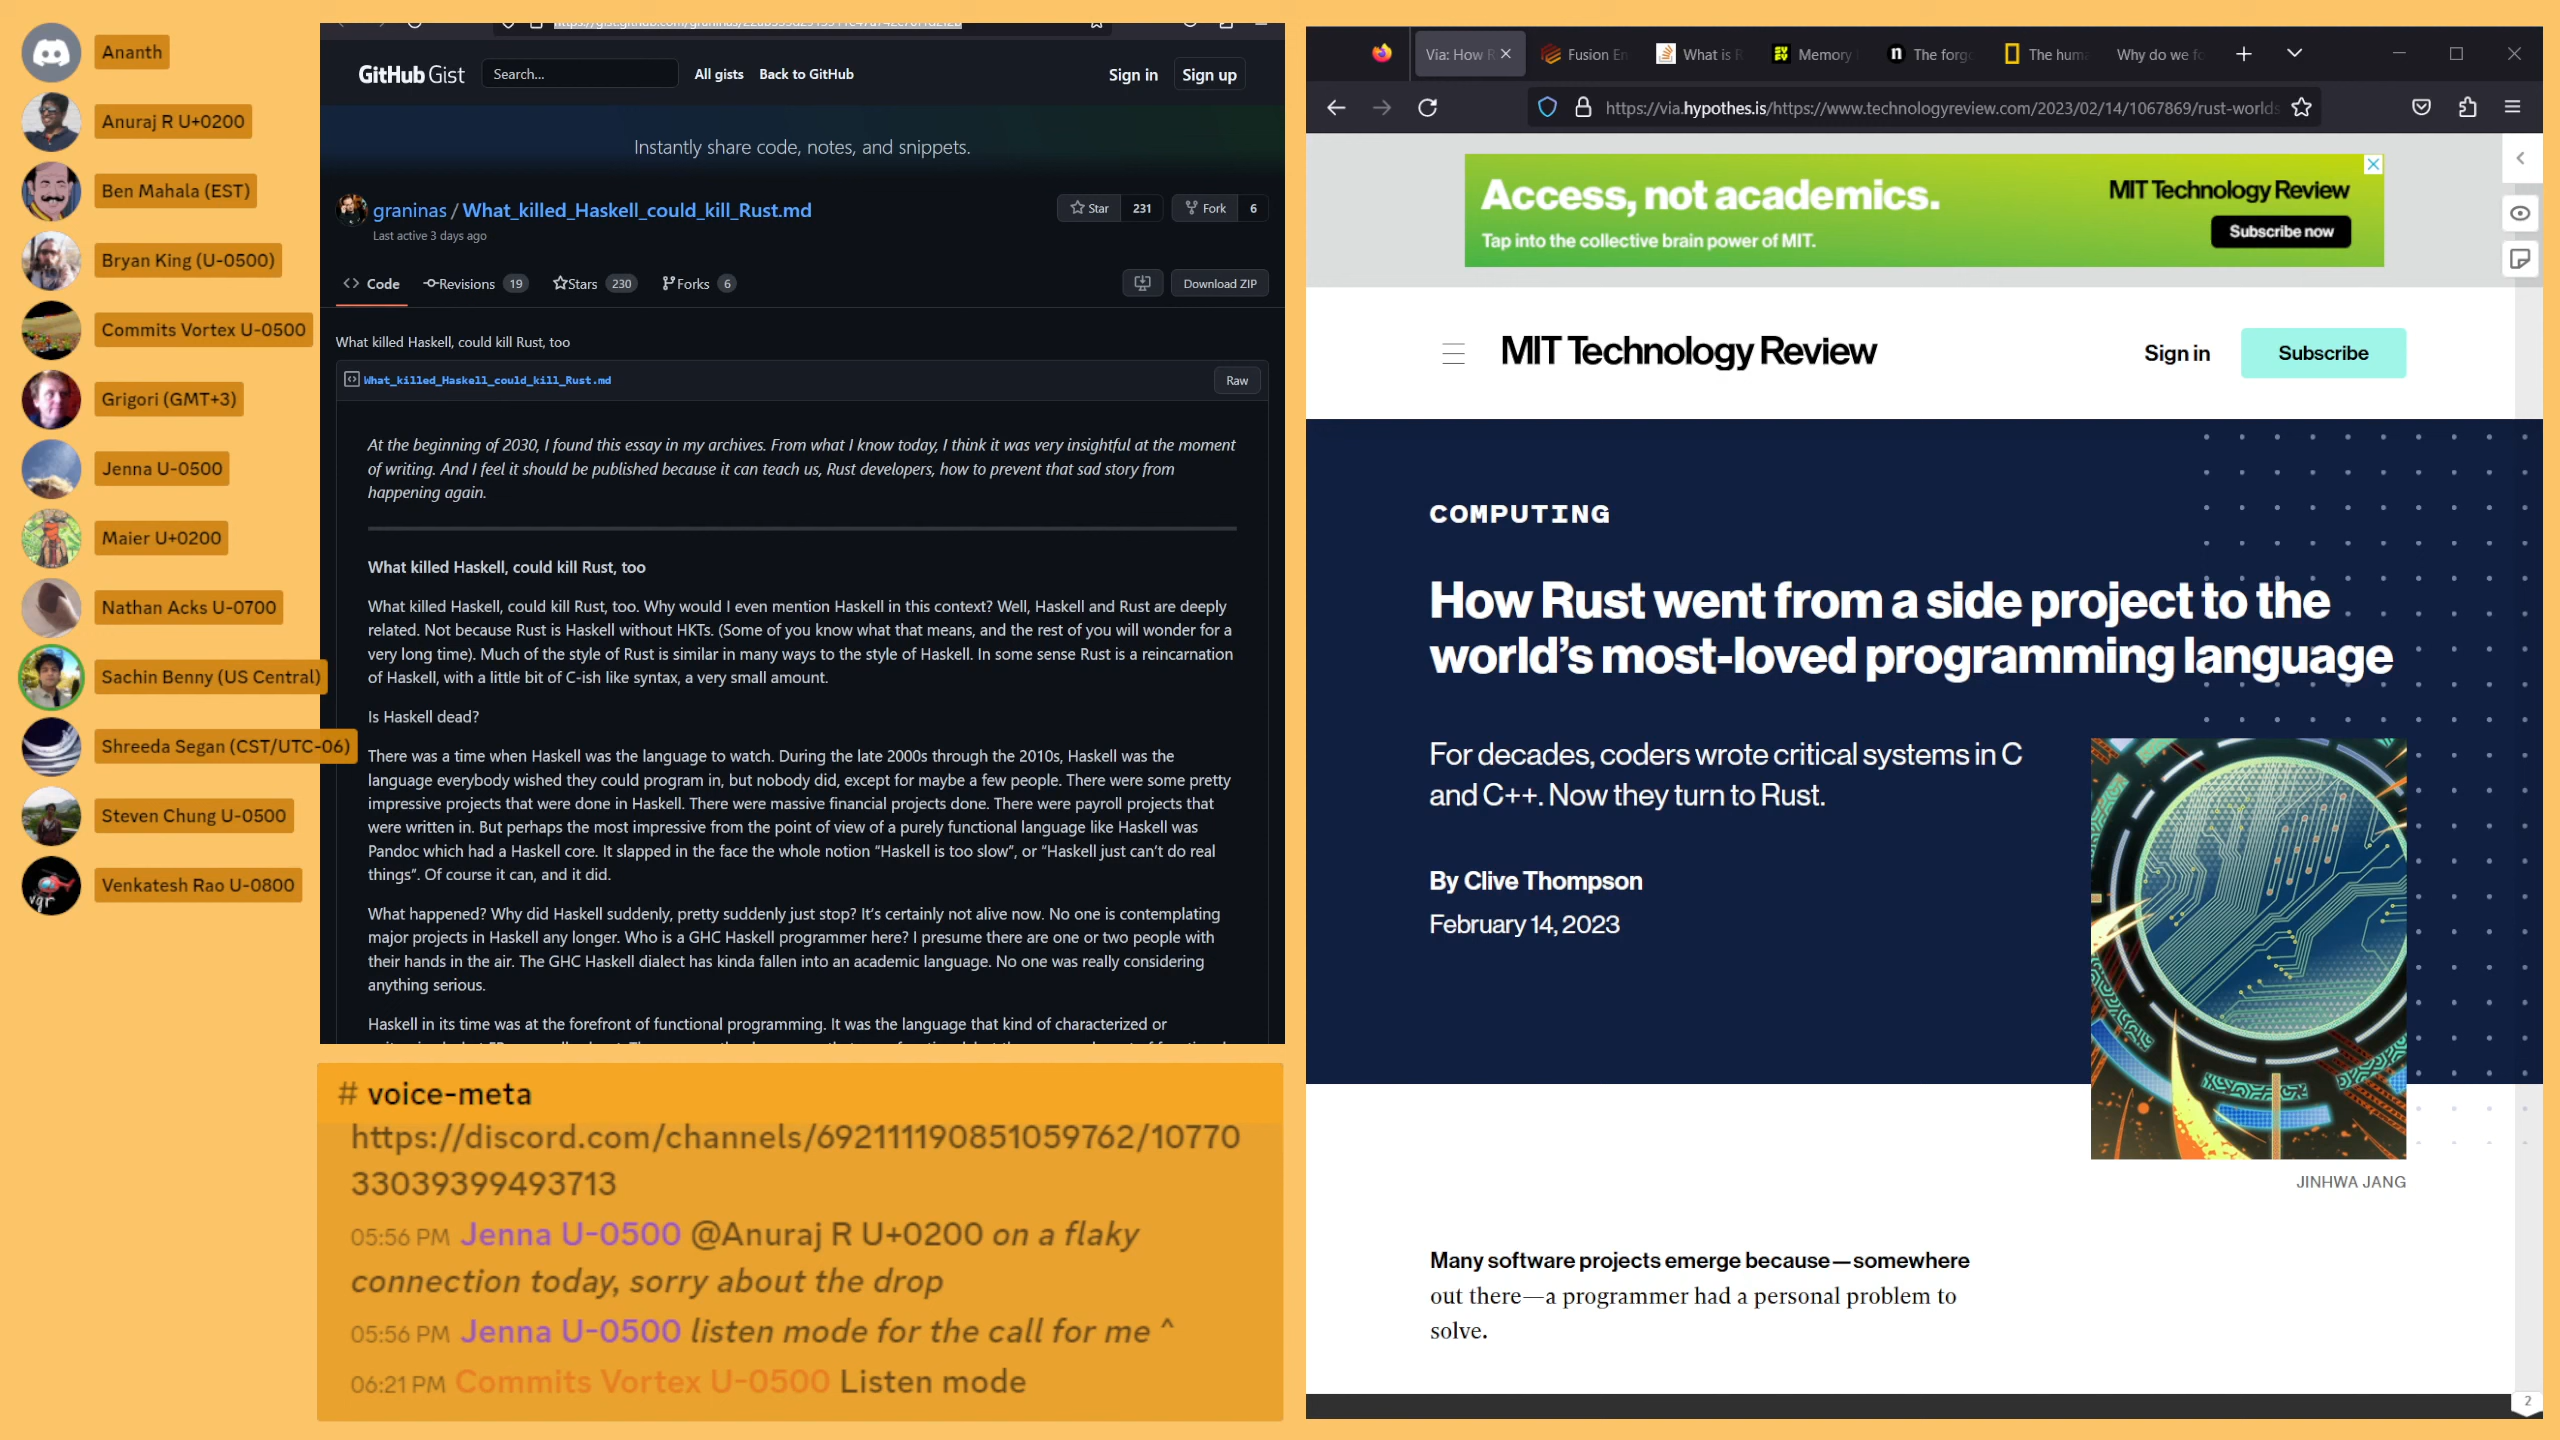 Ananth
Anuraj R U+0200
Ben Mahala (EST)
Bryan King (U-0500)
Commits Vortex U-0500
Grigori (GMT+3)
Jenna U-0500
Maier U+0200
Nathan Acks U-0700
Sachin Benny (US Central)
Shreeda Segan (CST/UTC-06)
Steven Chung U-0500
Venkatesh Rao U-0800
vgr
GitHub Gist
Search...
All gists
Back to GitHub
Sign in
Sign up
Instantly share code, notes, and snippets.
graninas / What_killed_Haskell_could_kill_Rust.md
Star 231
Fork 6
Last active 3 days ago
Code
Revisions 19
Stars 230
Forks 6
Download ZIP
What killed Haskell, could kill Rust, too
What_killed_Haskell_could_kill_Rust.md
Raw
At the beginning of 2030, I found this essay in my archives. From what I know today, I think it was very insightful at the moment
of writing. And I feel it should be published because it can teach us, Rust developers, how to prevent that sad story from
happening again.
What killed Haskell, could kill Rust, too
What killed Haskell, could kill Rust, too. Why would I even mention Haskell in this context? Well, Haskell and Rust are deeply
related. Not because Rust is Haskell without HKTs. (Some of you know what that means, and the rest of you will wonder for a
very long time). Much of the style of Rust is similar in many ways to the style of Haskell. In some sense Rust is a reincarnation
of Haskell, with a little bit of C-ish like syntax, a very small amount.
Is Haskell dead?
There was a time when Haskell was the language to watch. During the late 2000s through the 2010s, Haskell was the
language everybody wished they could program in, but nobody did, except for maybe a few people. There were some pretty
impressive projects that were done in Haskell. There were massive financial projects done. There were payroll projects that
were written in. But perhaps the most impressive from the point of view of a purely functional language like Haskell was
Pandoc which had a Haskell core. It slapped in the face the whole notion “Haskell is too slow”, or “Haskell just can’t do real
things”. Of course it can, and it did.
What happened? Why did Haskell suddenly, pretty suddenly just stop? It’s certainly not alive now. No one is contemplating
major projects in Haskell any longer. Who is a GHC Haskell programmer here? I presume there are one or two people with
their hands in the air. The GHC Haskell dialect has kinda fallen into an academic language. No one was really considering
anything serious.
Haskell in its time was at the forefront of functional programming. It was the language that kind of characterized or
# voice-meta
https://discord.com/channels/692111190851059762/10770
33039399493713
05:56 PM Jenna U-0500 @Anuraj R U+0200 on a flaky
connection today, sorry about the drop
05:56 PM Jenna U-0500 listen mode for the call for me ^
06:21 PM Commits Vortex U-0500 Listen mode
Via: How R
Fusion En
What is R
Memory
The forg
The hum
Why do we fo
https://via.hypothes.is/https://www.technologyreview.com/2023/02/14/1067869/rust-worlds
Access, not academics.
Tap into the collective brain power of MIT.
MIT Technology Review
Subscribe now
MIT Technology Review
Sign in
Subscribe
COMPUTING
How Rust went from a side project to the
world’s most-loved programming language
For decades, coders wrote critical systems in C
and C++. Now they turn to Rust.
By Clive Thompson
February 14, 2023
JINHWA JANG
Many software projects emerge because—somewhere
out there—a programmer had a personal problem to
solve.
2